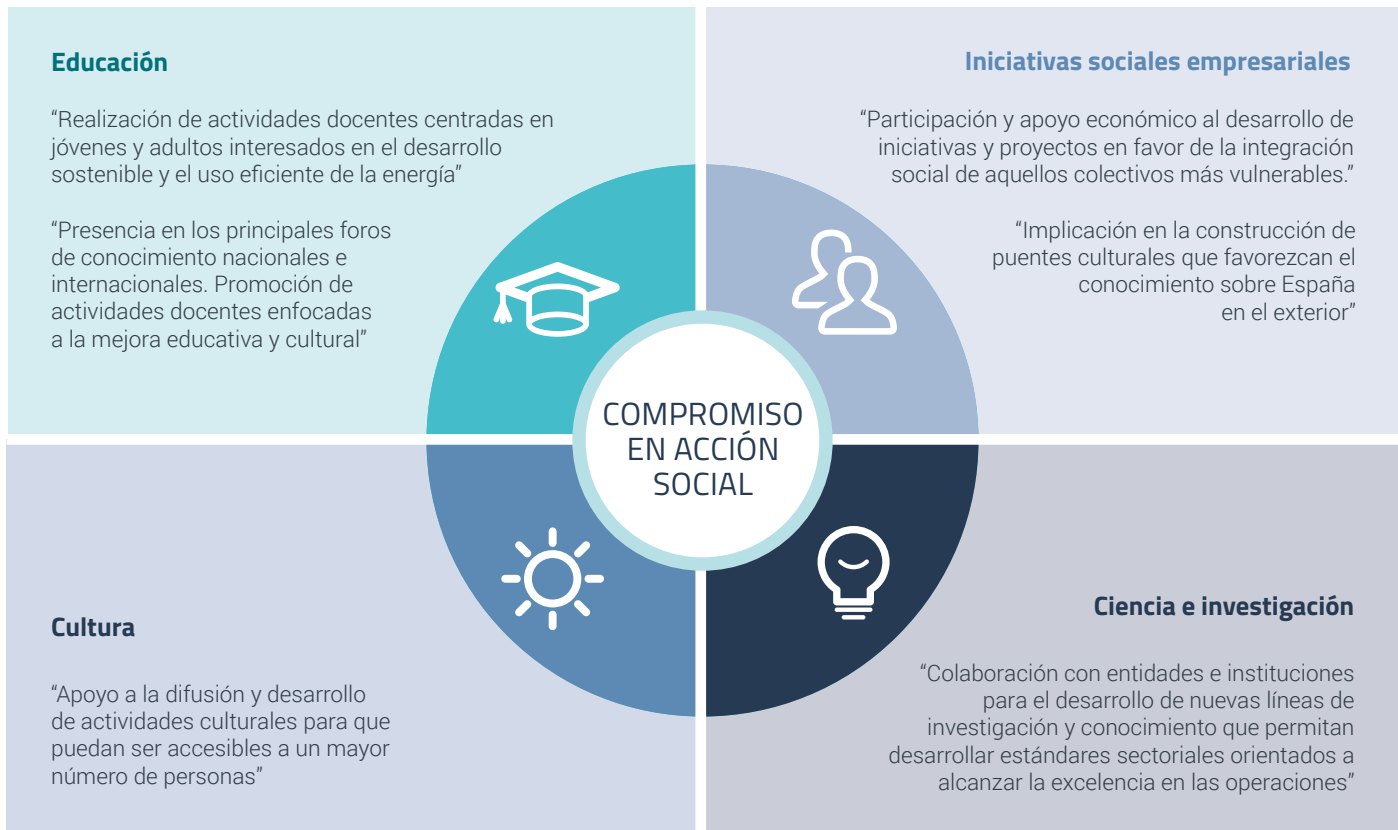 Educación
“Realización de actividades docentes centradas en
jóvenes y adultos interesados en el desarrollo
sostenible y el uso eficiente de la energía”
“Presencia en los principales foros
de conocimiento nacionales e
internacionales. Promoción de
actividades docentes enfocadas
a la mejora educativa y cultural”
Iniciativas sociales empresariales
“Participación y apoyo económico al desarrollo de
iniciativas y proyectos en favor de la integración
social de aquellos colectivos más vulnerables.”
“Implicación en la construcción de
puentes culturales que favorezcan el
conocimiento sobre España
en el exterior”
COMPROMISO
EN ACCIÓN
SOCIAL
Cultura
“Apoyo a la difusión y desarrollo
de actividades culturales para que
puedan ser accesibles a un mayor
número de personas”
Ciencia e investigación
“Colaboración con entidades e instituciones
para el desarrollo de nuevas líneas de
investigación y conocimiento que permitan
desarrollar estándares sectoriales orientados a
alcanzar la excelencia en las operaciones”